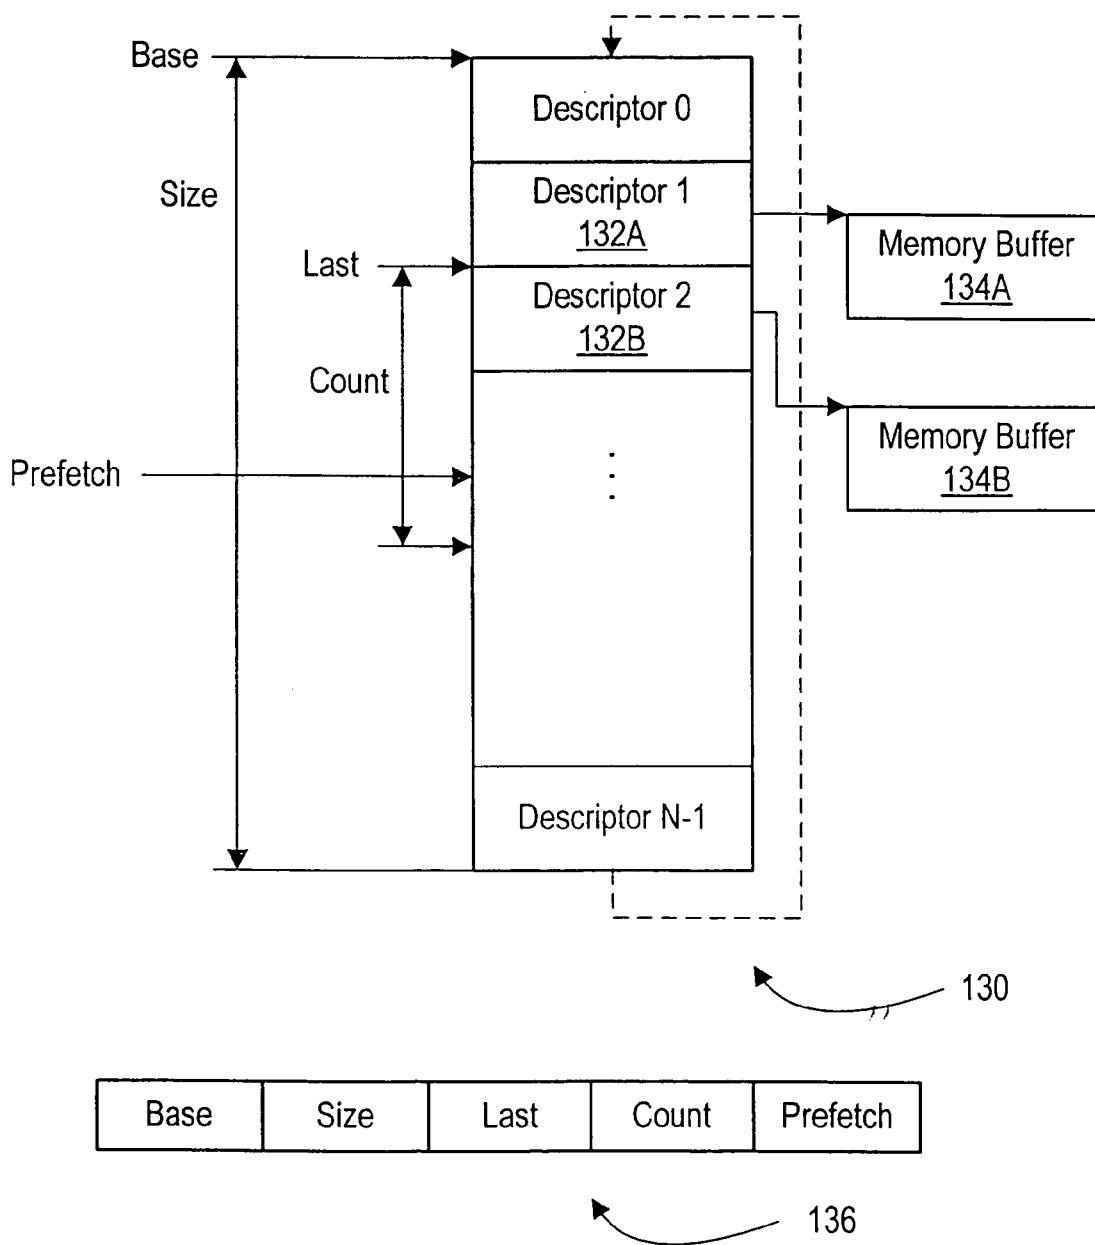 Base
Descriptor 0
Size
Descriptor 1
132A
Memory Buffer
134A
Last
Descriptor 2
132B
Count
Memory Buffer
134B
Prefetch
Descriptor N-1
130
Base Size Last Count Prefetch
136